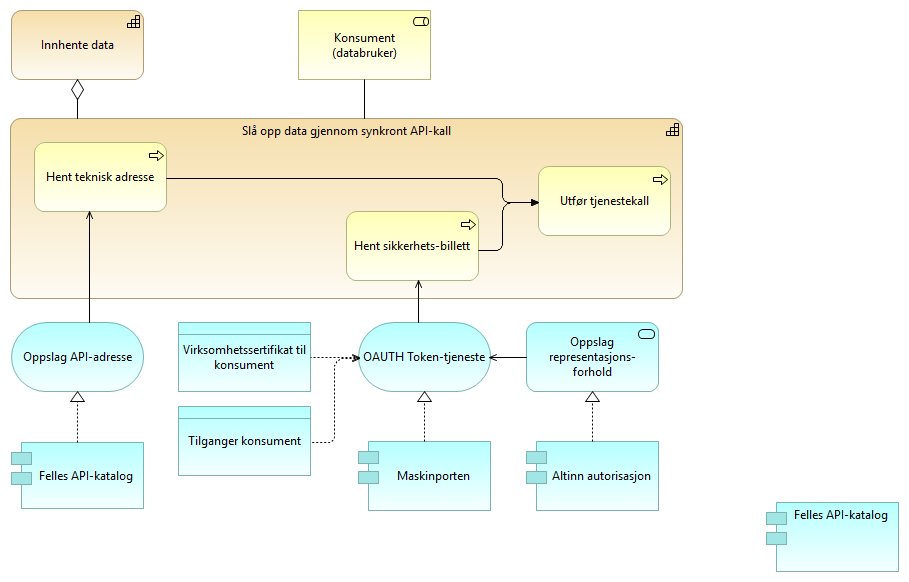 Innhente data
Konsument
(databruker)
Slå opp data gjennom synkront API-kall
Hent teknisk adresse
Utfør tjenestekall
Hent sikkerhets-billett
Oppslag API-adresse
Virksomhetssertifikat til
konsument
OAUTH Token-tjeneste
Oppslag
representasjons-
forhold
Tilganger konsument
Felles API-katalog
Maskinporten
Altinn autorisasjon
Felles API-katalog